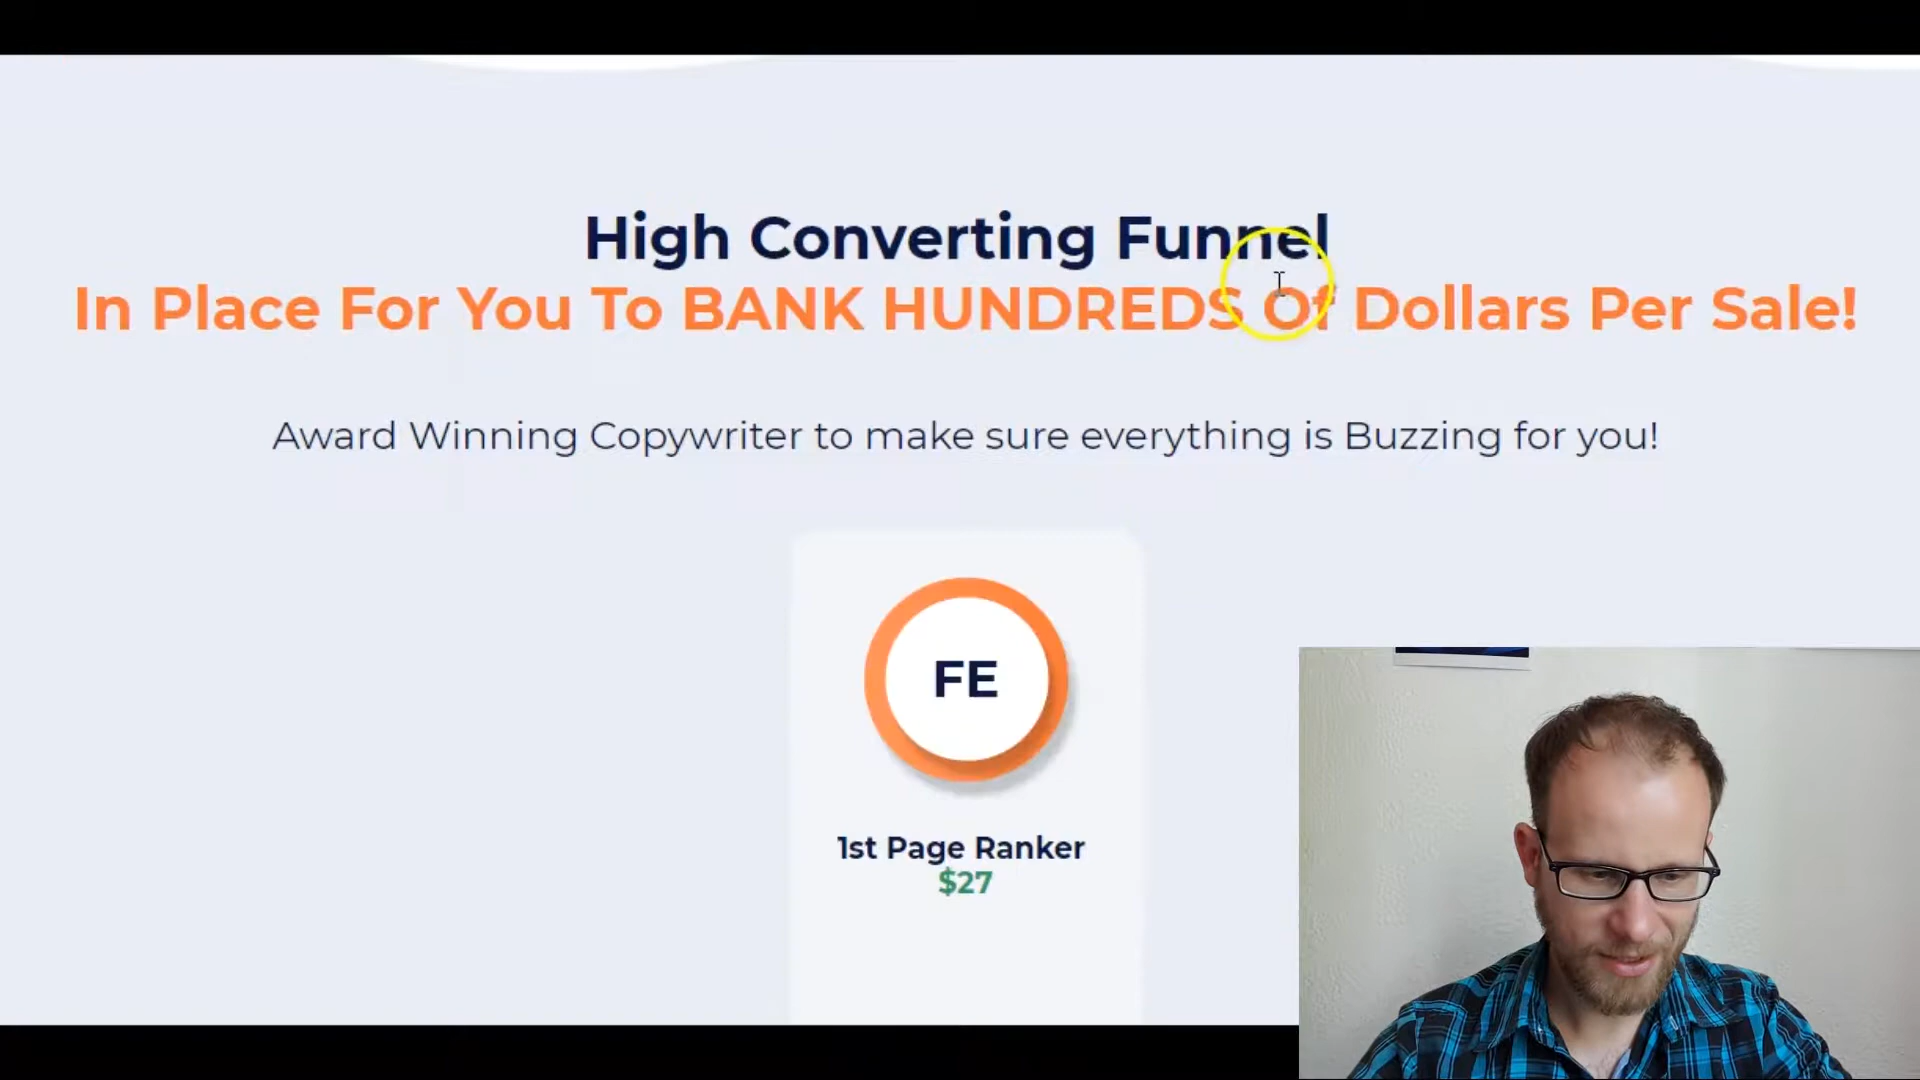 High Converting Funnel
In Place For You To BANK HUNDREDS Of Dollars Per Sale!
Award Winning Copywriter to make sure everything is Buzzing for you!
FE
1st Page Ranker
$27